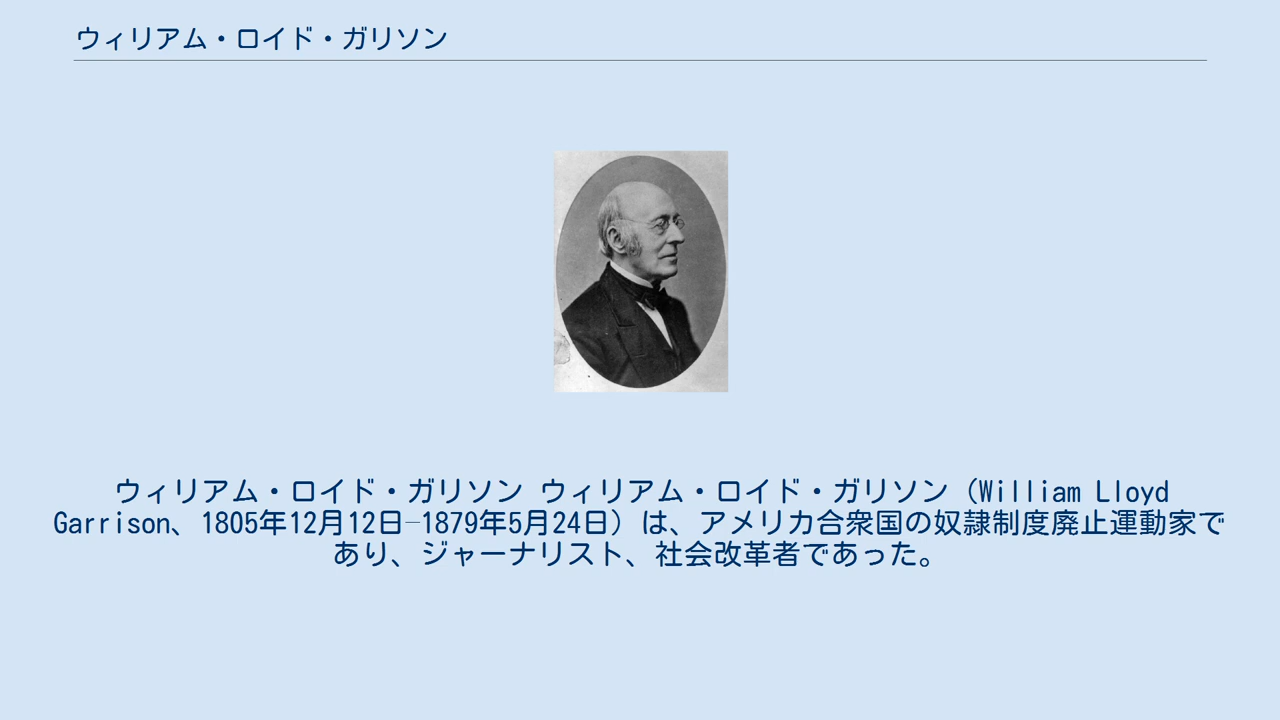 ウィリアム・ロイド・ガリソン
ウィリアム・ロイド・ガリソン ウィリアム・ロイド・ガリソン（William Lloyd
Garrison、1805年12月12日–1879年5月24日）は、アメリカ合衆国の奴隷制度廃止運動家で
あり、ジャーナリスト、社会改革者であった。